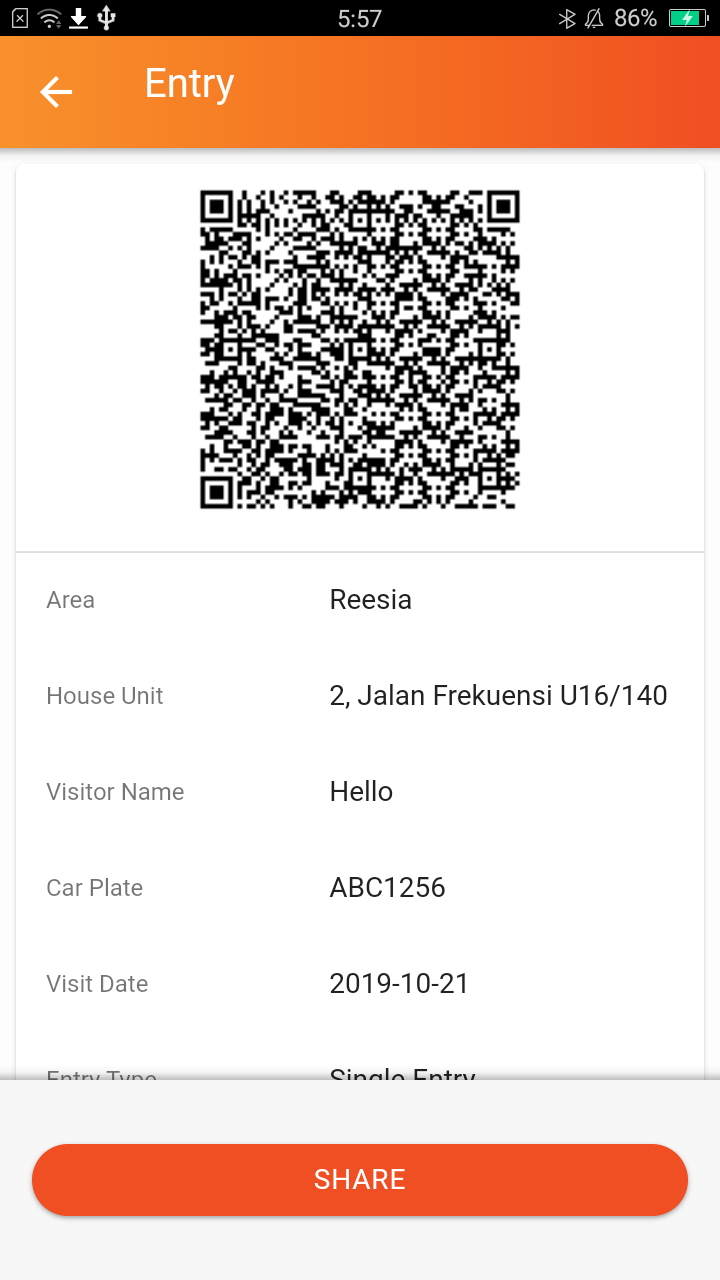 5:57
86%
Entry
Area Reesia
House Unit 2, Jalan Frekuensi U16/140
Visitor Name Hello
Car Plate ABC1256
Visit Date 2019-10-21
Entry Type Single Entry
SHARE